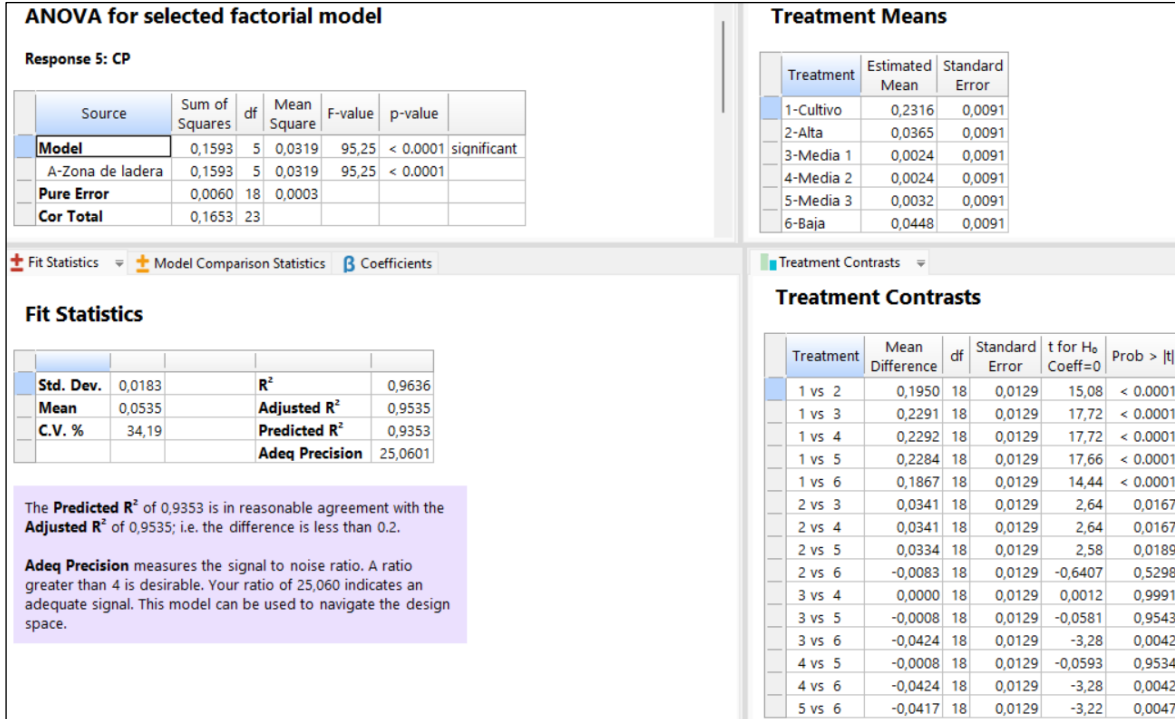 ANOVA for selected factorial model
Response 5: CP
Source Sum of Squares df Mean Square F-value p-value
Model 0,1593 5 0,0319 95,25 < 0.0001 significant
A-Zona de ladera 0,1593 5 0,0319 95,25 < 0.0001
Pure Error 0,0060 18 0,0003
Cor Total 0,1653 23
Treatment Means
Treatment Estimated Mean Standard Error
1-Cultivo 0,2316 0,0091
2-Alta 0,0365 0,0091
3-Media 1 0,0024 0,0091
4-Media 2 0,0024 0,0091
5-Media 3 0,0032 0,0091
6-Baja 0,0448 0,0091
Fit Statistics Model Comparison Statistics Coefficients
Fit Statistics
Std. Dev. 0,0183 R² 0,9636
Mean 0,0535 Adjusted R² 0,9535
C.V. % 34,19 Predicted R² 0,9353
Adeq Precision 25,0601
The Predicted R² of 0,9353 is in reasonable agreement with the
Adjusted R² of 0,9535; i.e. the difference is less than 0.2.
Adeq Precision measures the signal to noise ratio. A ratio
greater than 4 is desirable. Your ratio of 25,060 indicates an
adequate signal. This model can be used to navigate the design
space.
Treatment Contrasts
Treatment Contrasts
Treatment Mean Difference df Standard Error t for H₀ Coeff=0 Prob > |t|
1 vs 2 0,1950 18 0,0129 15,08 < 0.0001
1 vs 3 0,2291 18 0,0129 17,72 < 0.0001
1 vs 4 0,2292 18 0,0129 17,72 < 0.0001
1 vs 5 0,2284 18 0,0129 17,66 < 0.0001
1 vs 6 0,1867 18 0,0129 14,44 < 0.0001
2 vs 3 0,0341 18 0,0129 2,64 0,0167
2 vs 4 0,0341 18 0,0129 2,64 0,0167
2 vs 5 0,0334 18 0,0129 2,58 0,0189
2 vs 6 -0,0083 18 0,0129 -0,6407 0,5298
3 vs 4 0,0000 18 0,0129 0,0012 0,9991
3 vs 5 -0,0008 18 0,0129 -0,0581 0,9543
3 vs 6 -0,0424 18 0,0129 -3,28 0,0042
4 vs 5 -0,0008 18 0,0129 -0,0593 0,9534
4 vs 6 -0,0424 18 0,0129 -3,28 0,0042
5 vs 6 -0,0417 18 0,0129 -3,22 0,0047